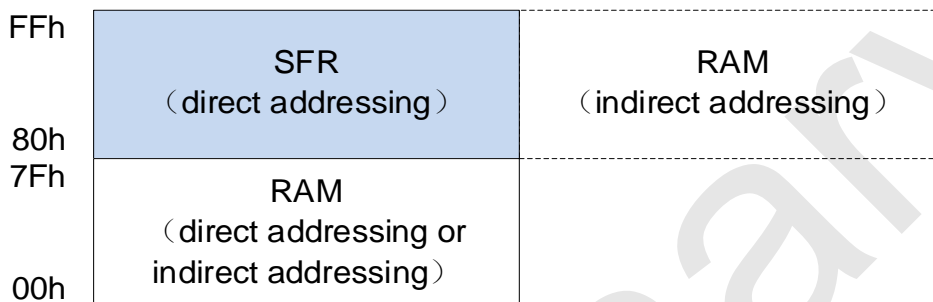 FFh
SFR
（direct addressing）
RAM
（indirect addressing）
80h
7Fh
RAM
（direct addressing or
indirect addressing）
00h